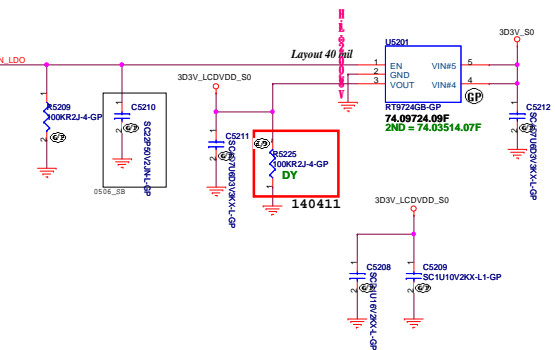 3D3V_S0
U5201
Layout 40 mil
N_LDO
1
EN
VIN#5
5
2
GND
3
VOUT
VIN#4
4
GP
RT9724GB-GP
74.09724.09F
2ND = 74.03514.07F
3D3V_LCDVDD_S0
R5209
100KR2J-4-GP
1
2
C5210
SC22P50V2JN-L-GP
1
2
0506_SB
C5211
1
2
R5225
100KR2J-4-GP
DY
1
2
140411
C5212
1
2
3D3V_LCDVDD_S0
C5208
1
2
C5209
SC1U10V2KX-L1-GP
1
2